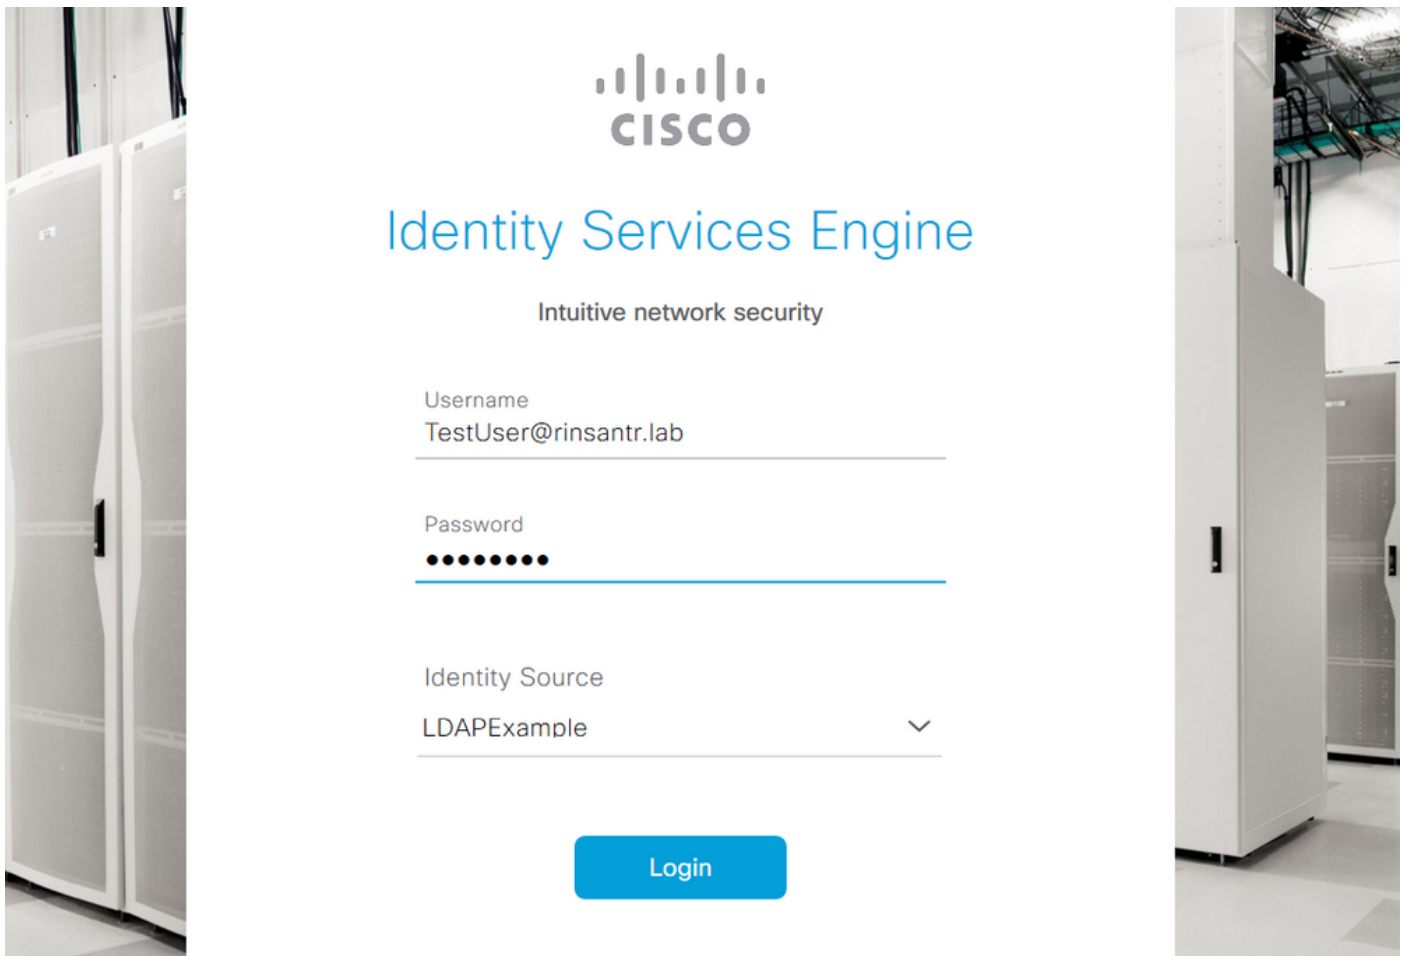 CISCO
Identity Services Engine
Intuitive network security
Username
TestUser@rinsantr.lab
Password
••••••••
Identity Source
LDAPExample
Login